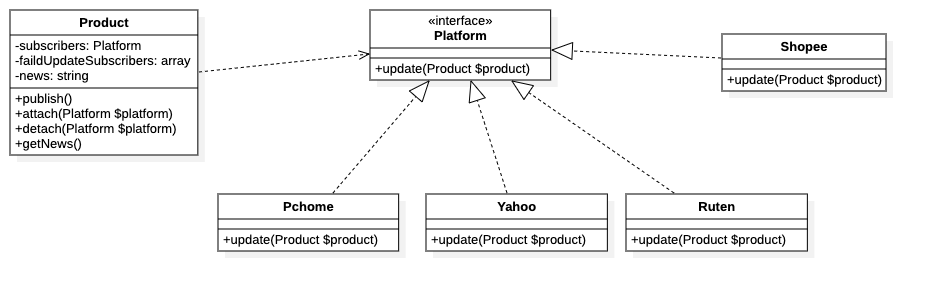 Product
-subscribers: Platform
-faildUpdateSubscribers: array
-news: string
+publish()
+attach(Platform $platform)
+detach(Platform $platform)
+getNews()
«interface»
Platform
+update(Product $product)
Shopee
+update(Product $product)
Pchome
+update(Product $product)
Yahoo
+update(Product $product)
Ruten
+update(Product $product)